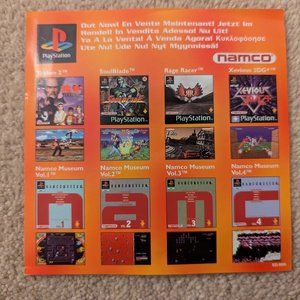 Out Now! En Vente Maintenant! Jetzt im
Handel! In Vendita Adesso! Nu Uit!
Ya A La Venta! Á Venda Agora! Κυκλοφόρησε
Ute Nu! Ude Nu! Nyt Myynnissä!
PlayStation
namco
Tekken 2™
SoulBlade™
Rage Racer™
Xevious 3DG+™
PlayStation
PlayStation
PlayStation
Namco Museum
Vol.1™
Namco Museum
Vol.2™
Namco Museum
Vol.3™
Namco Museum
Vol.4™